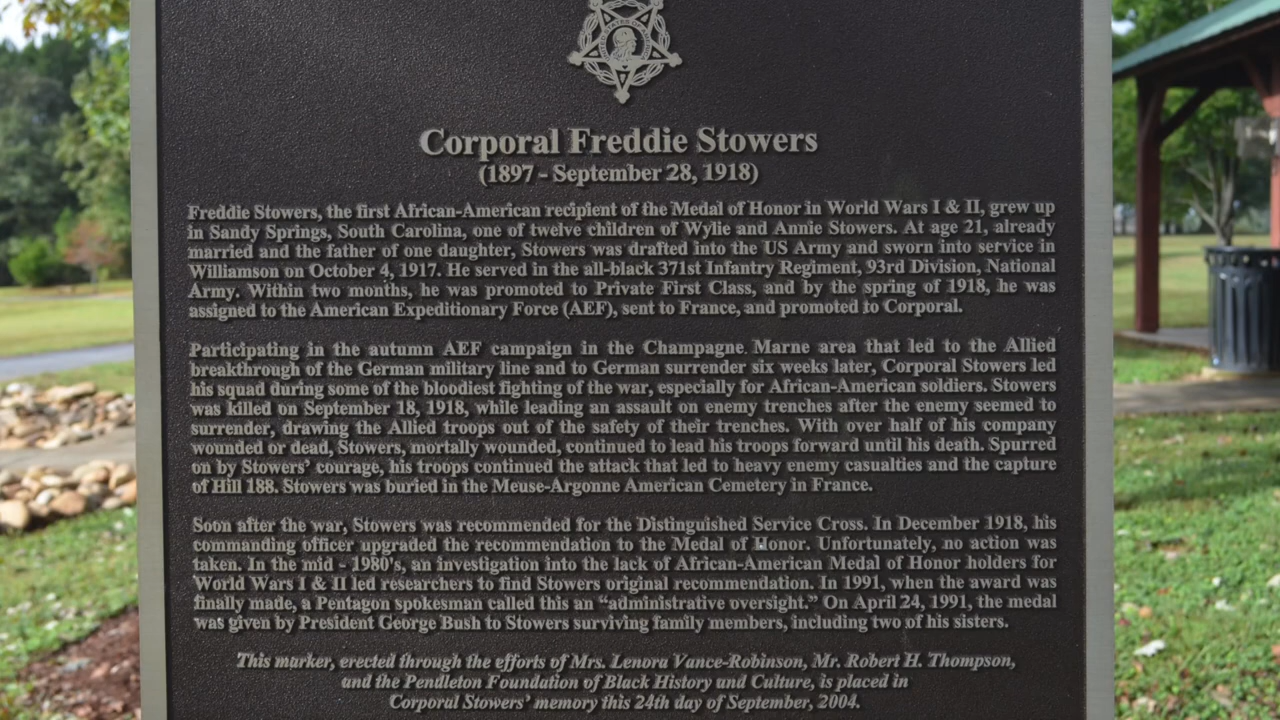 Corporal Freddie Stowers
(1897 - September 28, 1918)
Freddie Stowers, the first African-American recipient of the Medal of Honor in World Wars I & II, grew up
in Sandy Springs, South Carolina, one of twelve children of Wylie and Annie Stowers. At age 21, already
married and the father of one daughter, Stowers was drafted into the US Army and sworn into service in
Williamson on October 4, 1917. He served in the all-black 371st Infantry Regiment, 93rd Division, National
Army. Within two months, he was promoted to Private First Class, and by the spring of 1918, he was
assigned to the American Expeditionary Force (AEF), sent to France, and promoted to Corporal.
Participating in the autumn AEF campaign in the Champagne Marne area that led to the Allied
breakthrough of the German military line and to German surrender six weeks later, Corporal Stowers led
his squad during some of the bloodiest fighting of the war, especially for African-American soldiers. Stowers
was killed on September 18, 1918, while leading an assault on enemy trenches after the enemy seemed to
surrender, drawing the Allied troops out of the safety of their trenches. With over half of his company
wounded or dead, Stowers, mortally wounded, continued to lead his troops forward until his death. Spurred
on by Stowers' courage, his troops continued the attack that led to heavy enemy casualties and the capture
of Hill 188. Stowers was buried in the Meuse-Argonne American Cemetery in France.
Soon after the war, Stowers was recommended for the Distinguished Service Cross. In December 1918, his
commanding officer upgraded the recommendation to the Medal of Honor. Unfortunately, no action was
taken. In the mid - 1980's, an investigation into the lack of African-American Medal of Honor holders for
World Wars I & II led researchers to find Stowers original recommendation. In 1991, when the award was
finally made, a Pentagon spokesman called this an “administrative oversight.” On April 24, 1991, the medal
was given by President George Bush to Stowers surviving family members, including two of his sisters.
This marker, erected through the efforts of Mrs. Lenora Vance-Robinson, Mr. Robert H. Thompson,
and the Pendleton Foundation of Black History and Culture, is placed in
Corporal Stowers' memory this 24th day of September, 2004.